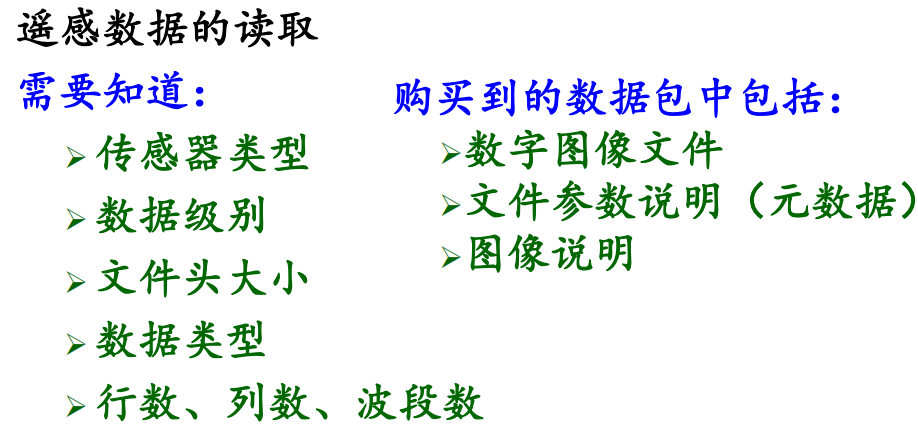 遥感数据的读取
需要知道：
传感器类型
数据级别
文件头大小
数据类型
行数、列数、波段数
购买到的数据包中包括：
数字图像文件
文件参数说明（元数据）
图像说明